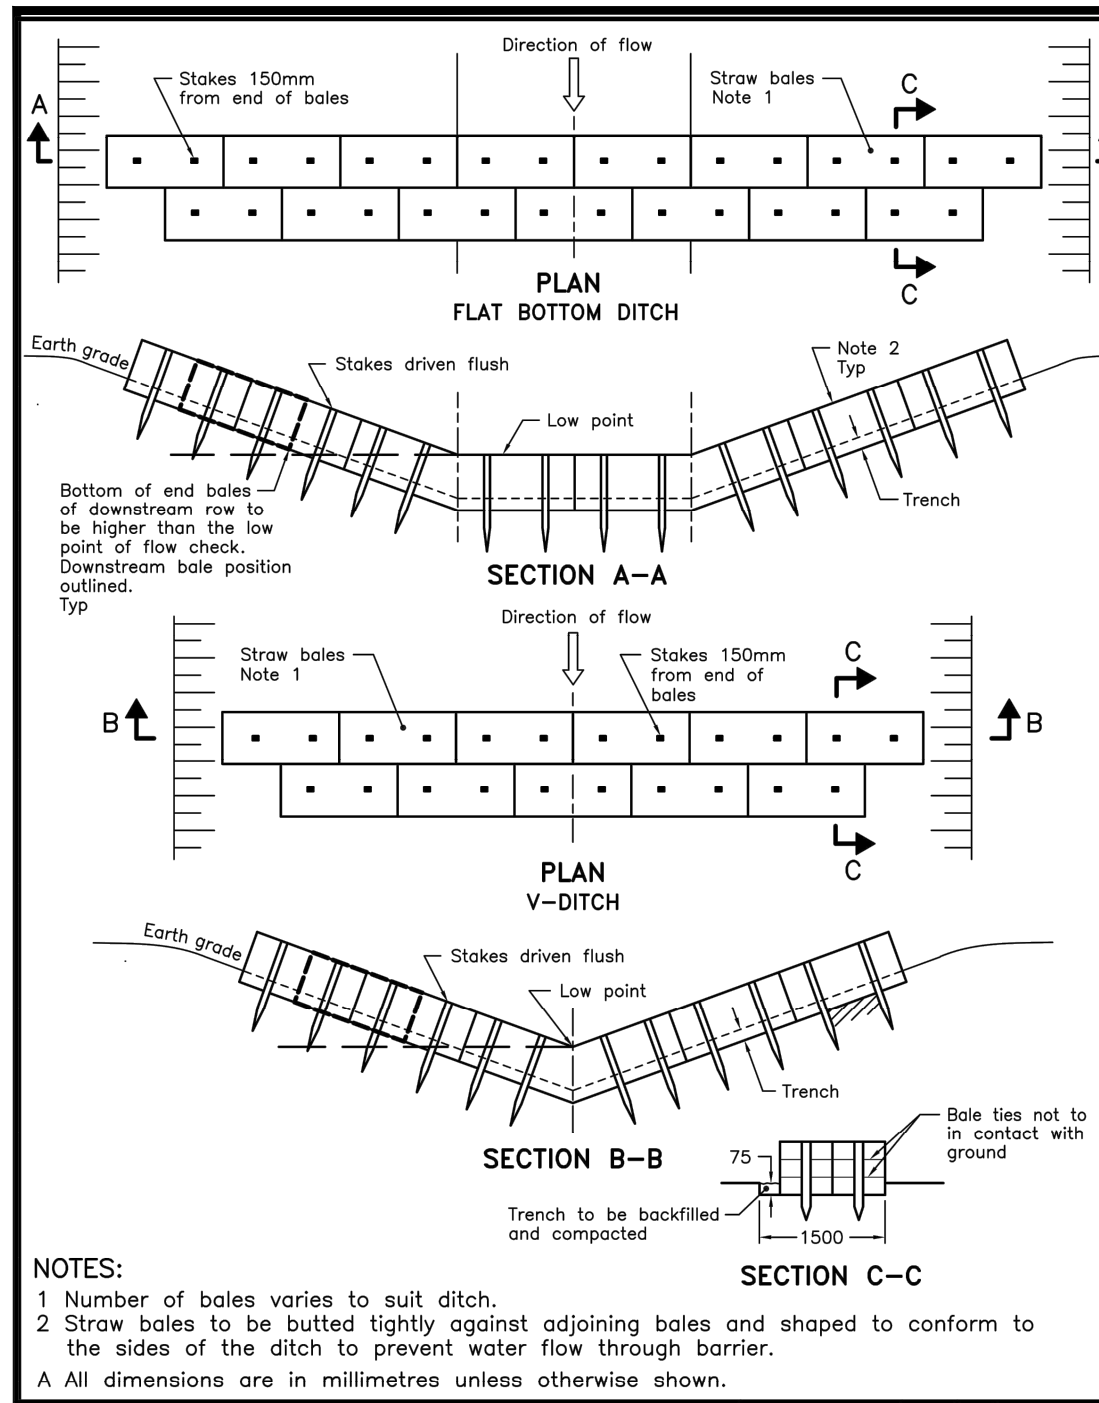 Direction of flow
Stakes 150mm
from end of bales
Straw bales
Note 1
C
A
C
PLAN
FLAT BOTTOM DITCH
Earth grade
Stakes driven flush
Note 2
Typ
Low point
Trench
Bottom of end bales
of downstream row to
be higher than the low
point of flow check.
Downstream bale position
outlined.
Typ
SECTION A-A
Direction of flow
Straw bales
Note 1
Stakes 150mm
from end of
bales
C
B
B
C
PLAN
V-DITCH
Earth grade
Stakes driven flush
Low point
Trench
SECTION B-B
Bale ties not to
in contact with
ground
75
Trench to be backfilled
and compacted
1500
SECTION C-C
NOTES:
1 Number of bales varies to suit ditch.
2 Straw bales to be butted tightly against adjoining bales and shaped to conform to
the sides of the ditch to prevent water flow through barrier.
A All dimensions are in millimetres unless otherwise shown.